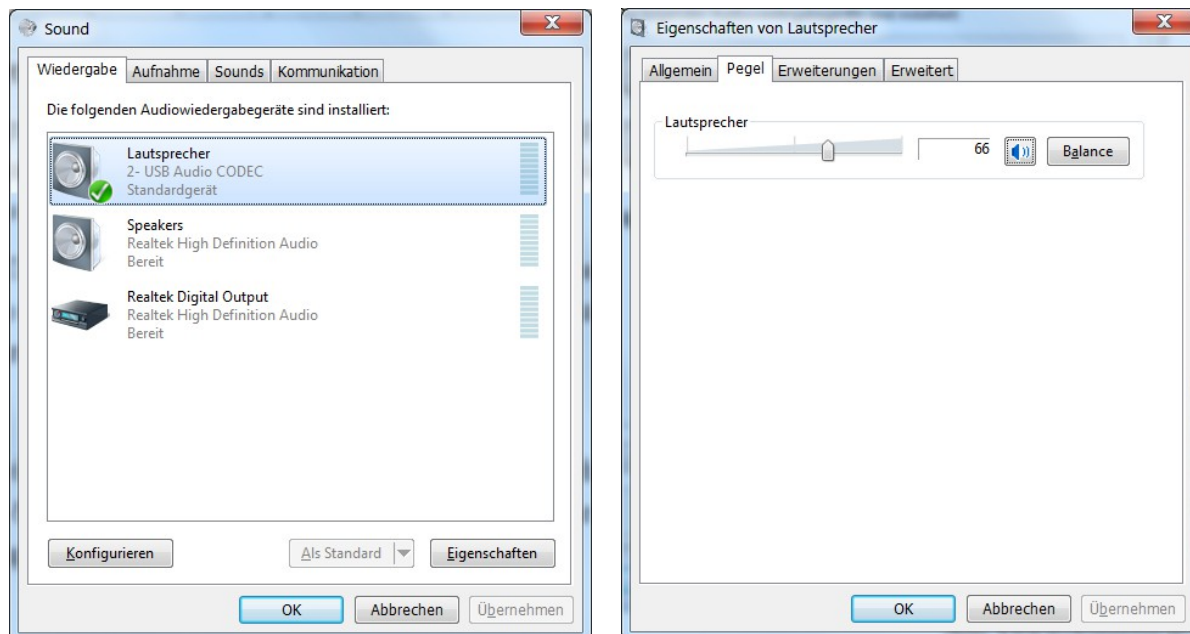 Sound
Wiedergabe Aufnahme Sounds Kommunikation
Die folgenden Audiowiedergabegeräte sind installiert:
Lautsprecher
2- USB Audio CODEC
Standardgerät
Speakers
Realtek High Definition Audio
Bereit
Realtek Digital Output
Realtek High Definition Audio
Bereit
Konfigurieren Als Standard Eigenschaften
OK Abbrechen Übernehmen
Eigenschaften von Lautsprecher
Allgemein Pegel Erweiterungen Erweitert
Lautsprecher
66 Balance
OK Abbrechen Übernehmen